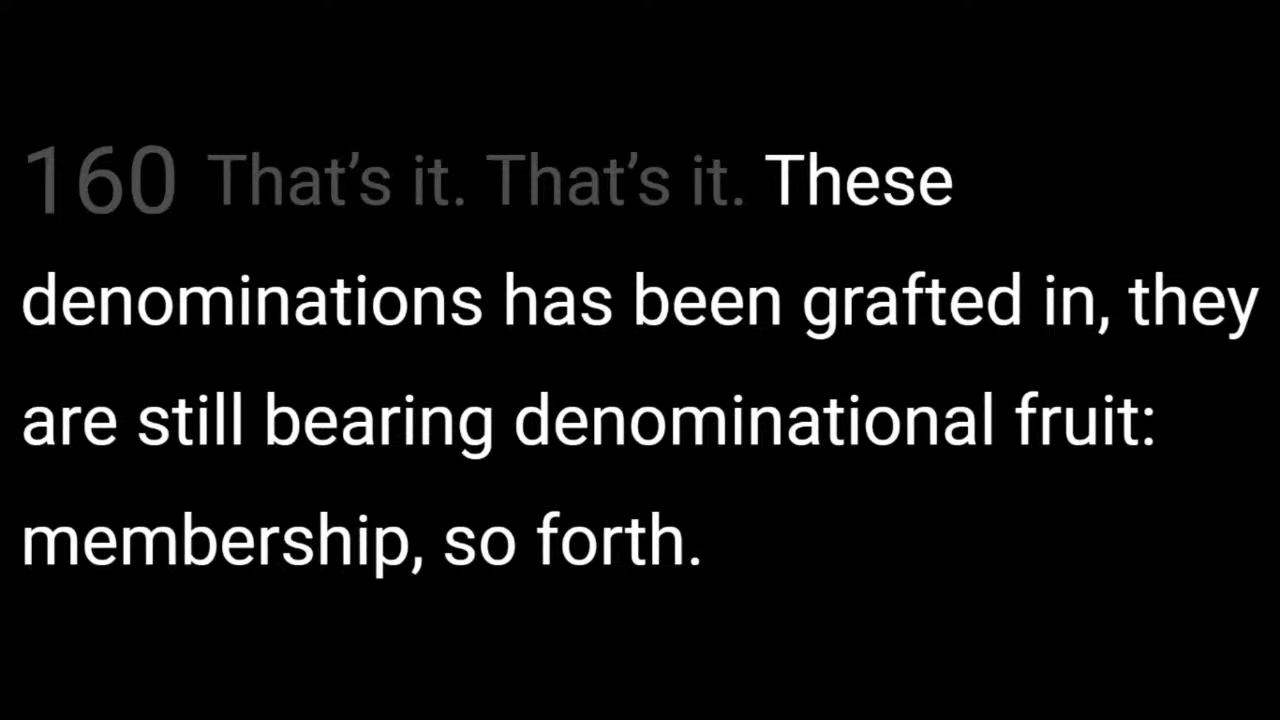 160 That’s it. That’s it. These
denominations has been grafted in, they
are still bearing denominational fruit:
membership, so forth.